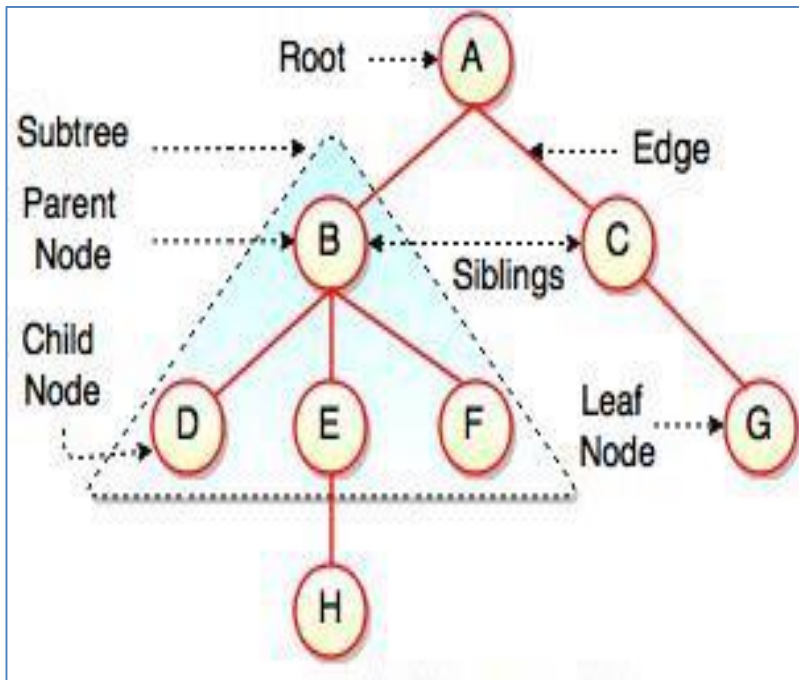 Root
A
Subtree
Edge
Parent
Node
B
C
Siblings
Child
Node
D
E
F
Leaf
Node
G
H